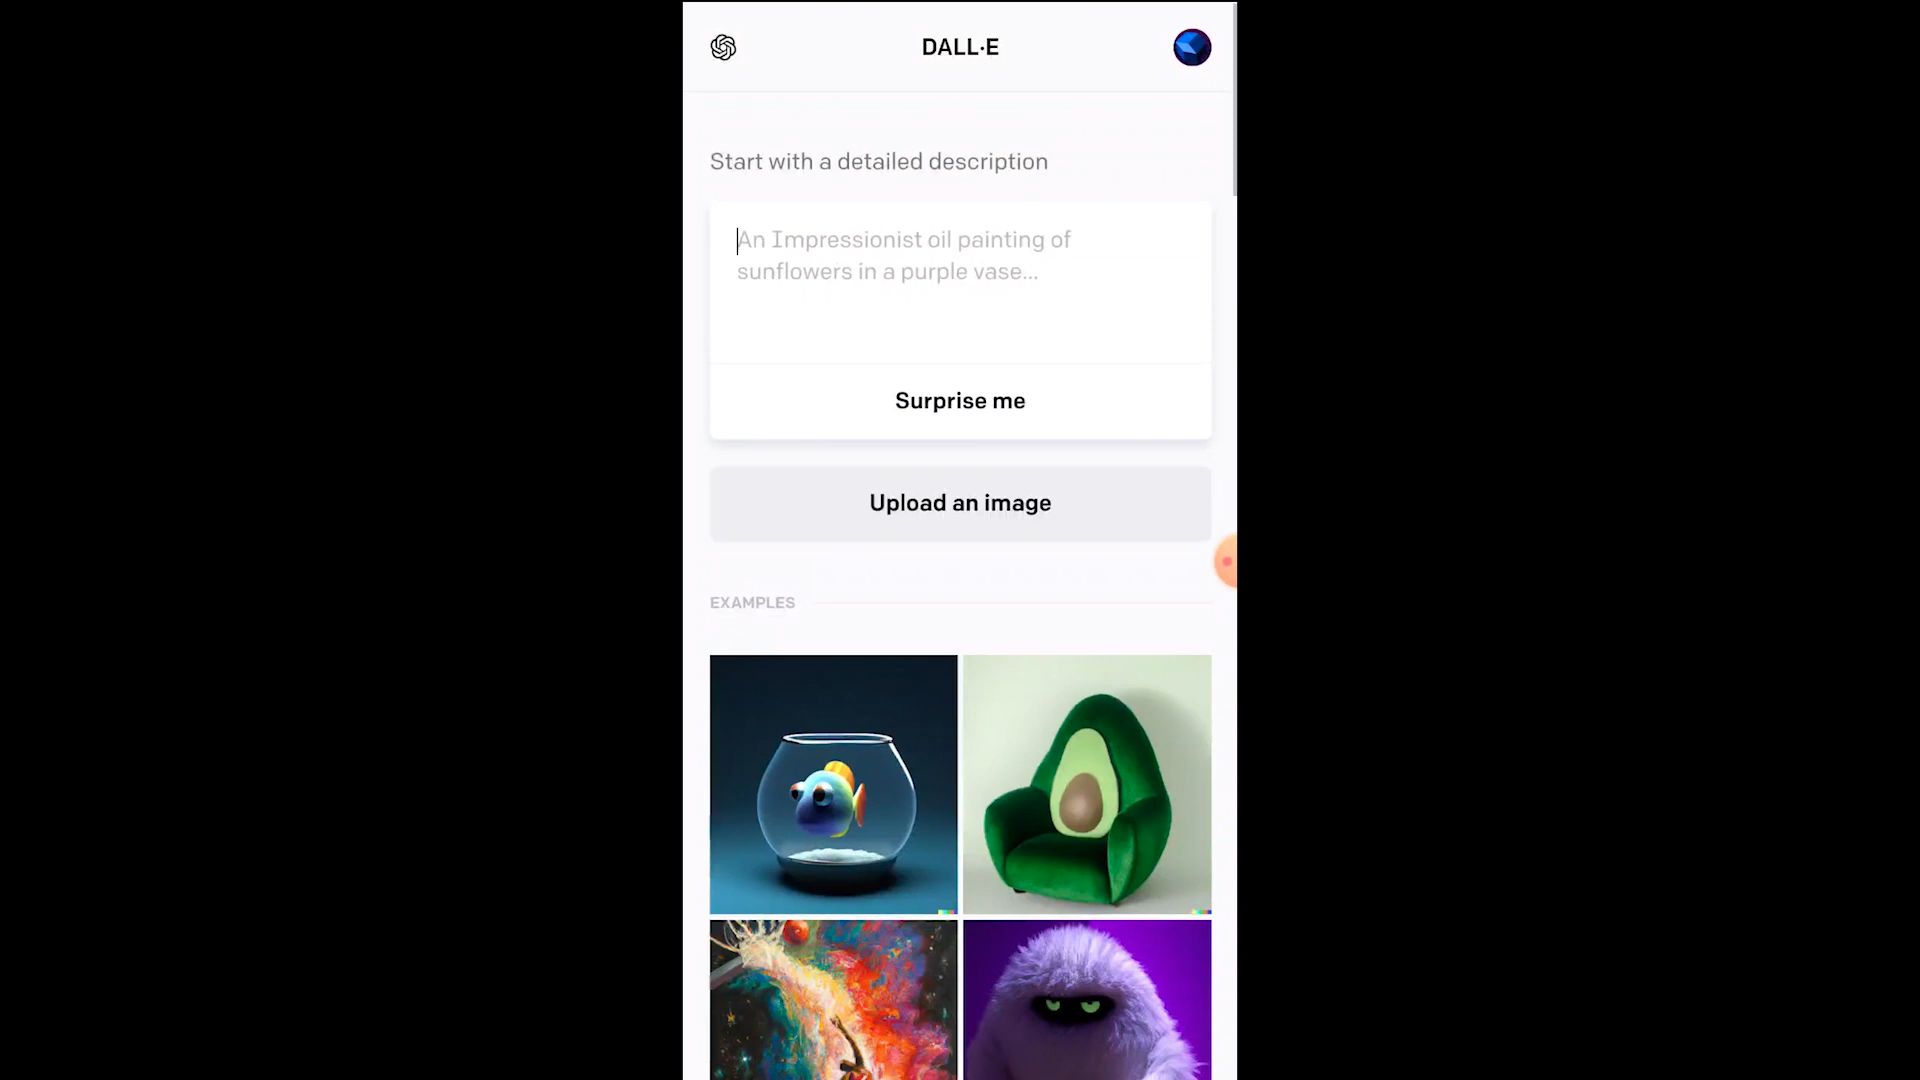 DALL·E
Start with a detailed description
An Impressionist oil painting of
sunflowers in a purple vase...
Surprise me
Upload an image
EXAMPLES